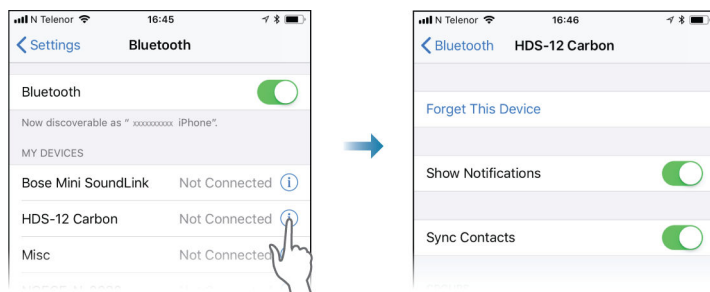 N Telenor 16:45
Settings Bluetooth
Bluetooth
Now discoverable as " xxxxxxxxxx iPhone".
MY DEVICES
Bose Mini SoundLink Not Connected i
HDS-12 Carbon Not Connected i
Misc Not Connected
N Telenor 16:46
Bluetooth HDS-12 Carbon
Forget This Device
Show Notifications
Sync Contacts